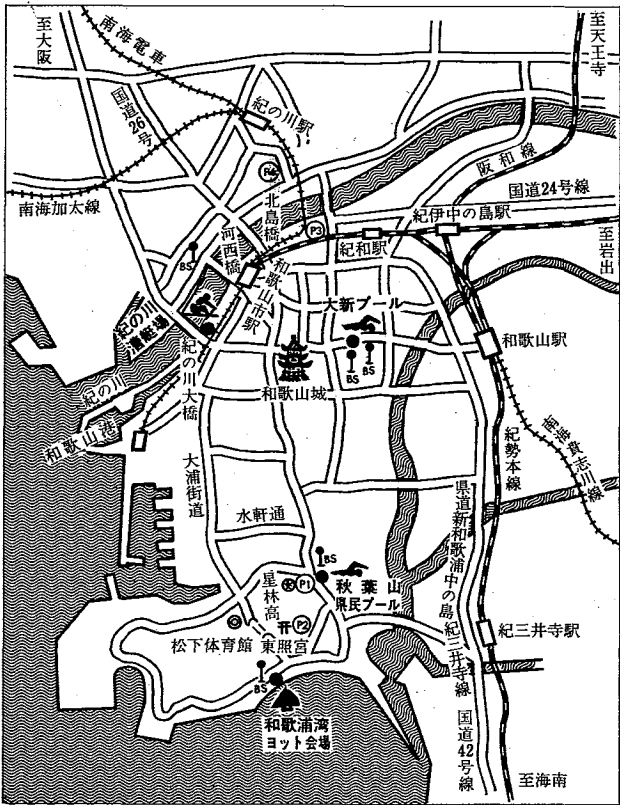 至大阪
南海電車
至天王寺
国道26号
紀の川駅
P4
北島橋
阪和線
国道24号線
南海加太線
河西橋
P3
紀和駅
紀伊中の島駅
至岩出
BS
和歌山市駅
大新プール
紀の川
漕艇場
和歌山駅
BS
BS
紀の川
紀の川大橋
和歌山城
和歌山港
大浦街道
紀勢本線
南海貴志川線
水軒通
県道新和歌浦中の島紀三井寺線
BS
星林高
P1
秋葉山
県民プール
P2
松下体育館
東照宮
紀三井寺駅
BS
和歌浦湾
ヨット会場
国道42号線
至海南